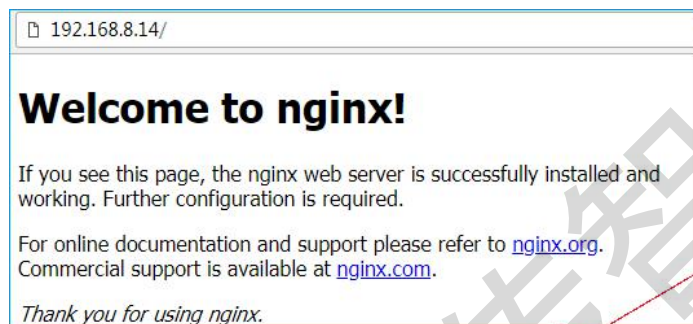 192.168.8.14/
Welcome to nginx!
If you see this page, the nginx web server is successfully installed and
working. Further configuration is required.
For online documentation and support please refer to nginx.org.
Commercial support is available at nginx.com.
Thank you for using nginx.
传智